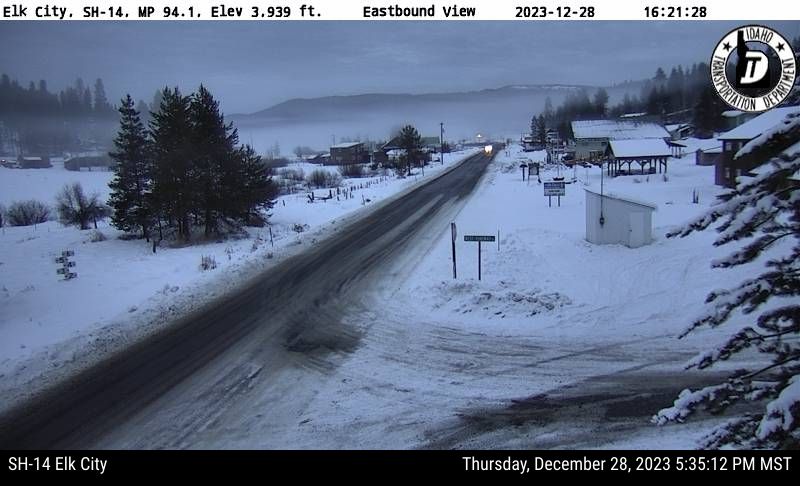 Elk City, SH-14, MP 94.1, Elev 3,939 ft. Eastbound View 2023-12-28 16:21:28
IDAHO
TRANSPORTATION DEPARTMENT
SH-14 Elk City Thursday, December 28, 2023 5:35:12 PM MST